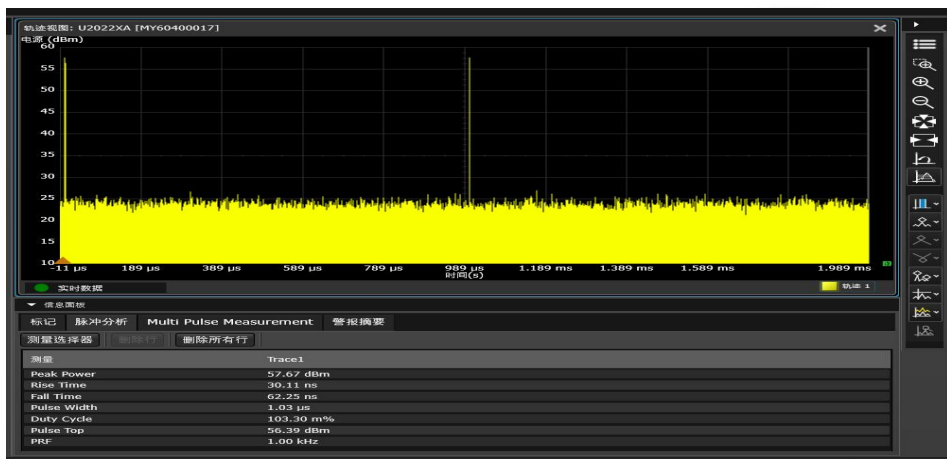 轨迹视图: U2022XA [MY60400017]
电源 (dBm)
60
55
50
45
40
35
30
25
20
15
10
-11 µs 189 µs 389 µs 589 µs 789 µs 989 µs 1.189 ms 1.389 ms 1.589 ms 1.989 ms
时间(s)
实时数据 轨迹 1
信息面板
标记 脉冲分析 Multi Pulse Measurement 警报摘要
测量选择器 删除行 删除所有行
测量 Trace1
Peak Power 57.67 dBm
Rise Time 30.11 ns
Fall Time 62.25 ns
Pulse Width 1.03 µs
Duty Cycle 103.30 m%
Pulse Top 56.39 dBm
PRF 1.00 kHz